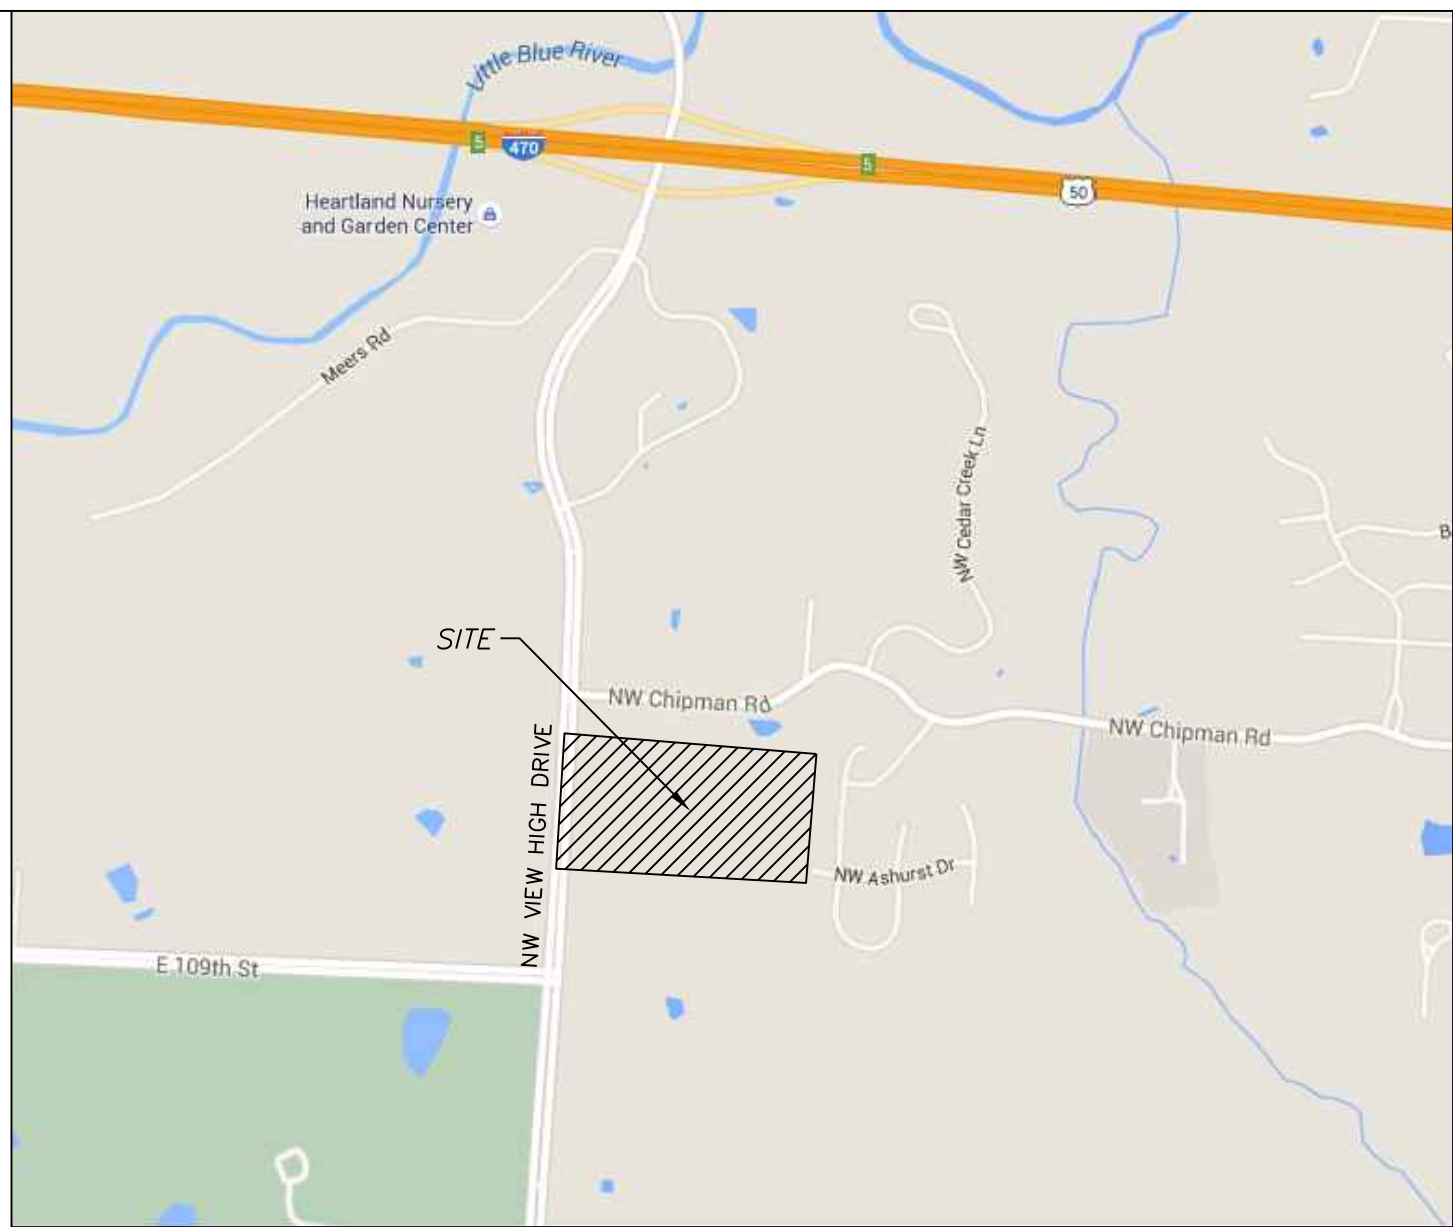 Little Blue River
5
470
5
50
Heartland Nursery
and Garden Center
Meers Rd
NW Cedar Creek Ln
B
SITE
NW Chipman Rd
NW Chipman Rd
NW VIEW HIGH DRIVE
NW Ashurst Dr
E 109th St